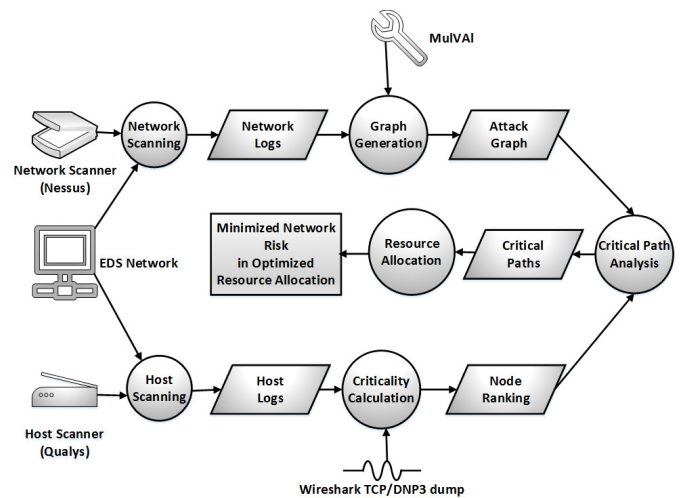 MulVAl
Network
Scanning
Network
Logs
Graph
Generation
Attack
Graph
Network Scanner
(Nessus)
EDS Network
Minimized Network
Risk
in Optimized
Resource Allocation
Resource
Allocation
Critical
Paths
Critical Path
Analysis
Host
Scanning
Host
Logs
Criticality
Calculation
Node
Ranking
Host Scanner
(Qualys)
Wireshark TCP/DNP3 dump